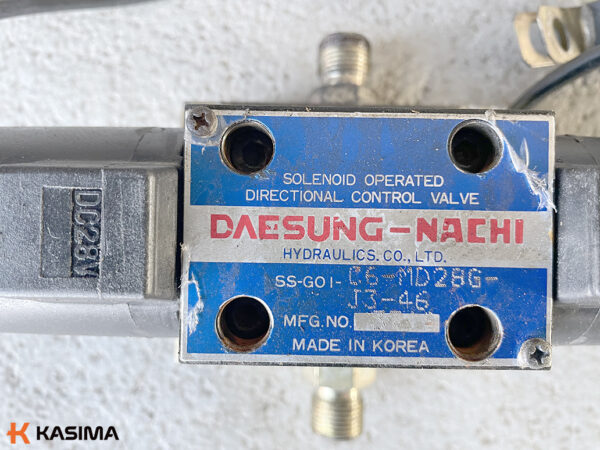 SOLENOID OPERATED
DIRECTIONAL CONTROL VALVE
DAESUNG-NACHI
HYDRAULICS. CO., LTD.
SS-G01-C6-MD28G-
J3-46
MFG.NO.
MADE IN KOREA
DC28V
KASIMA